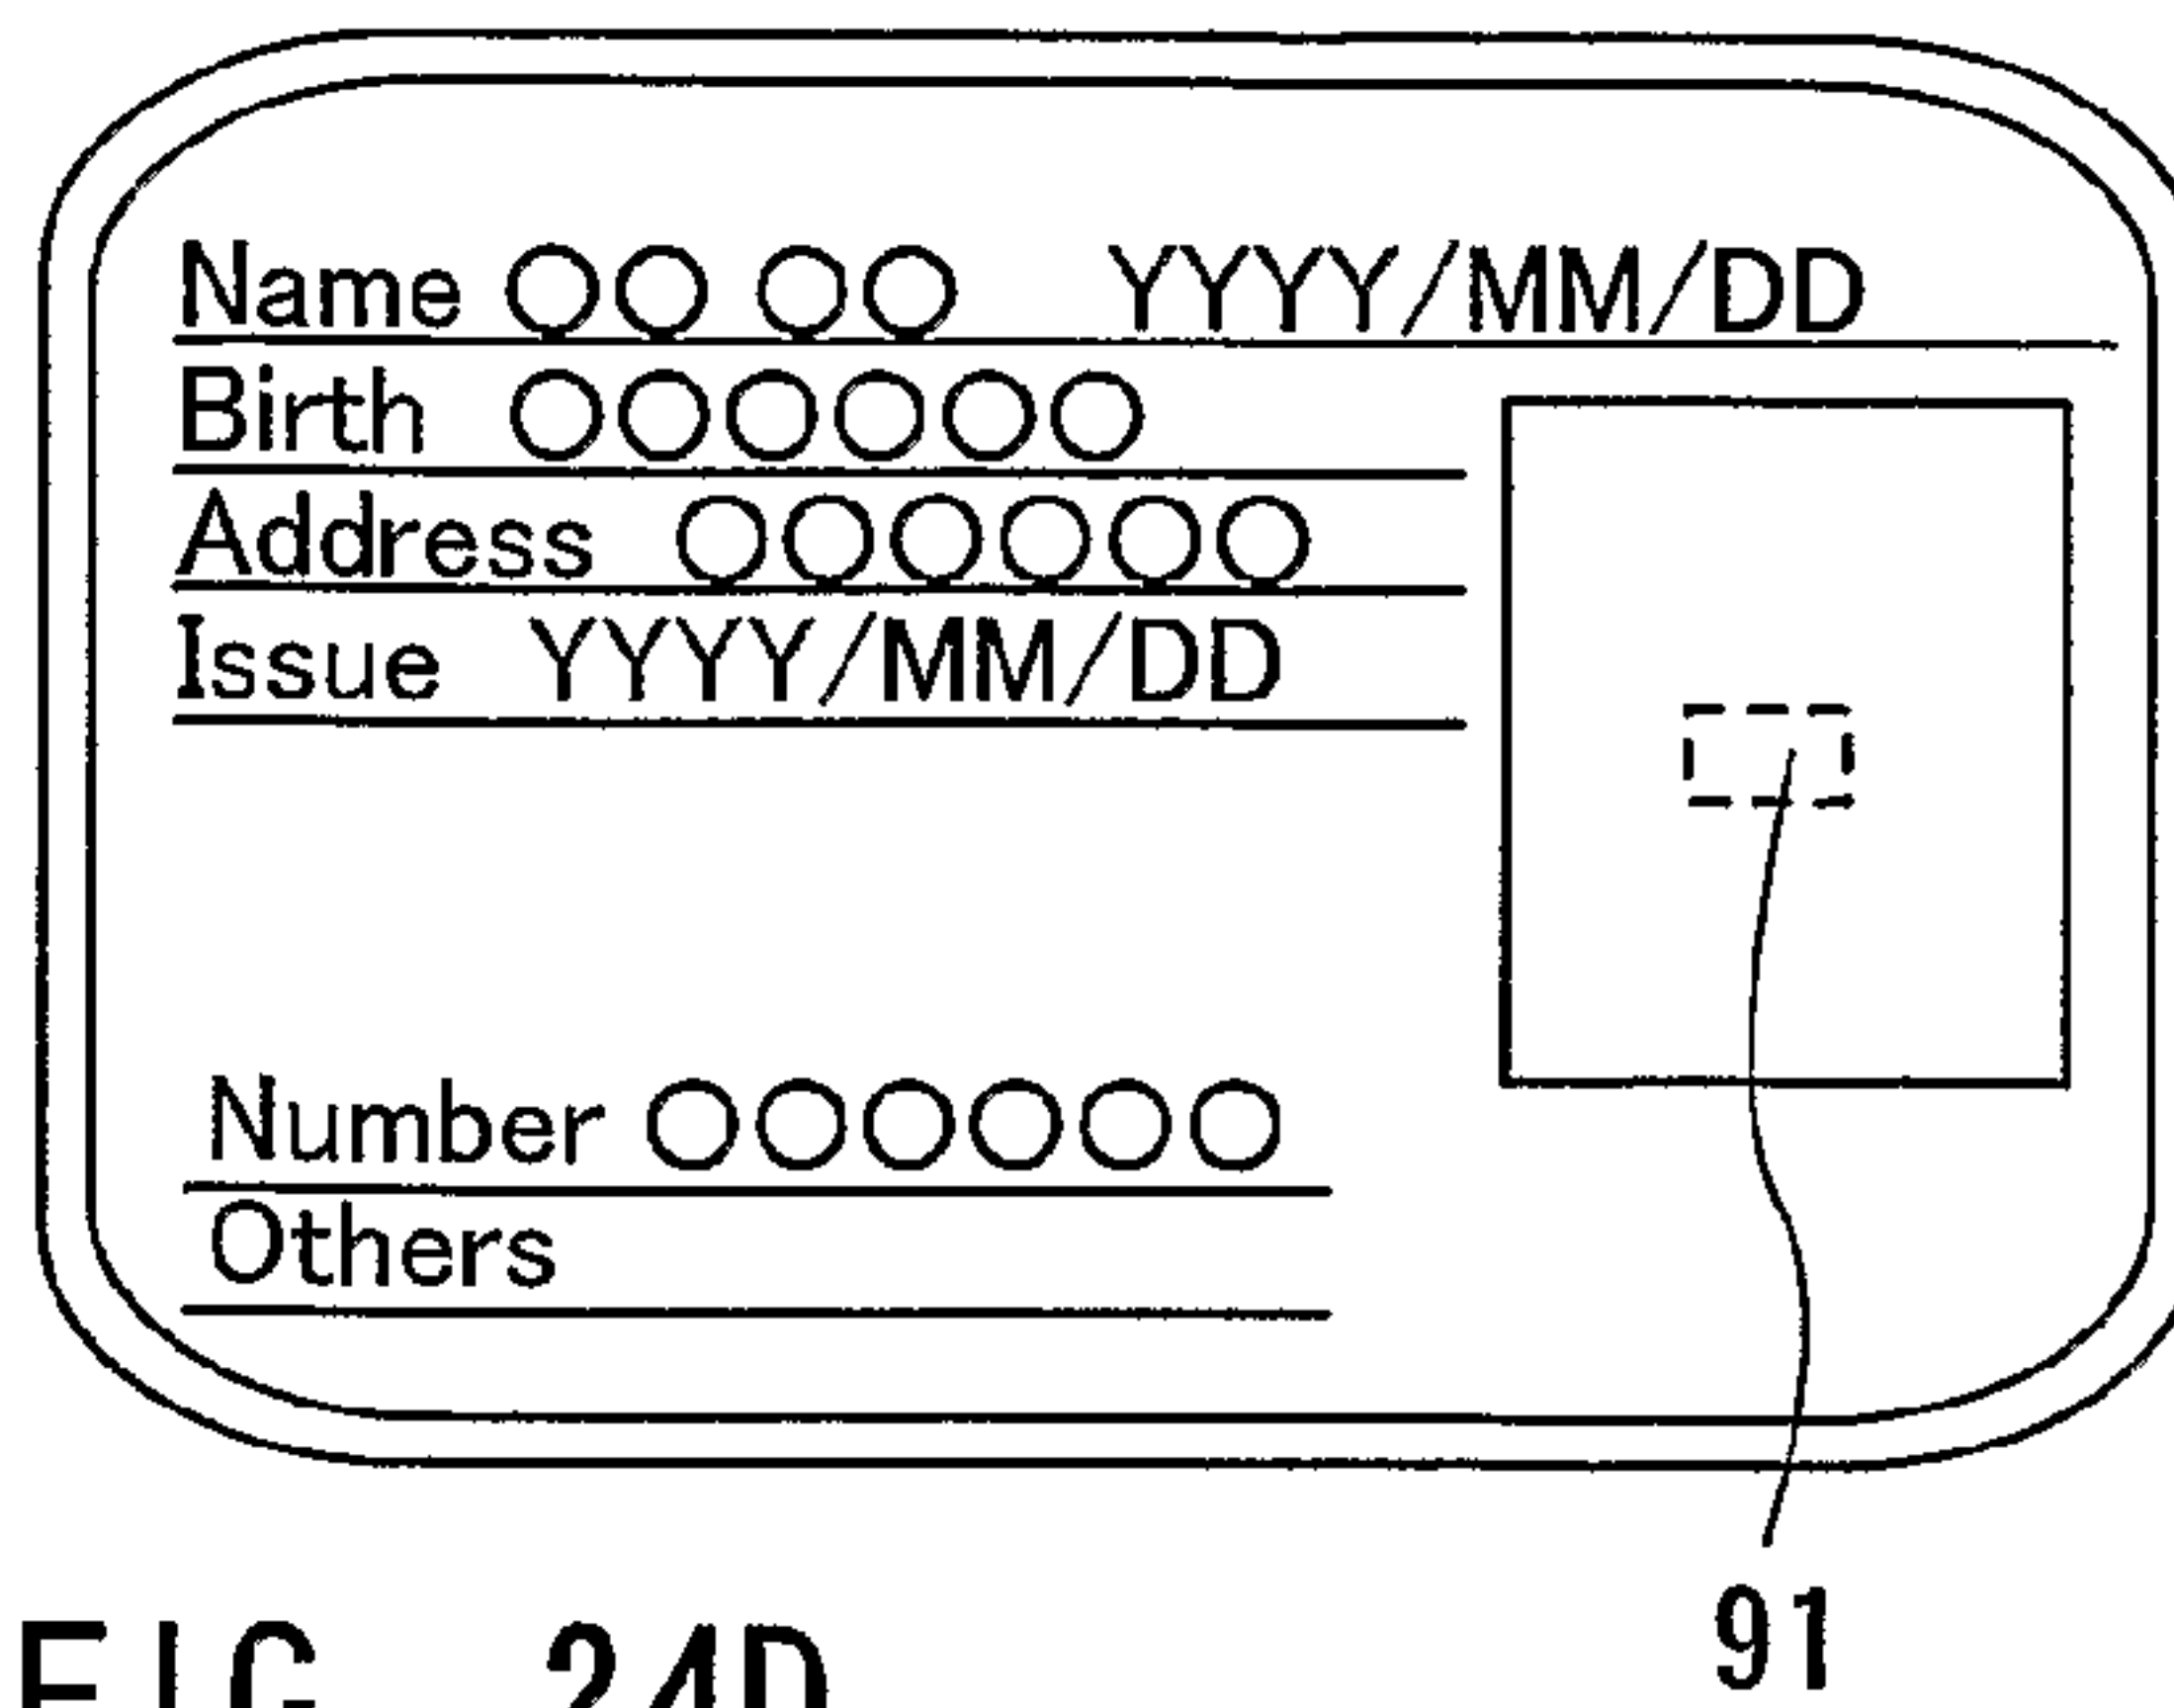 Name ○○ ○○ YYYY/MM/DD
Birth ○○○○○○
Address ○○○○○○
Issue YYYY/MM/DD
Number ○○○○○○
Others
91
FIG. 24D